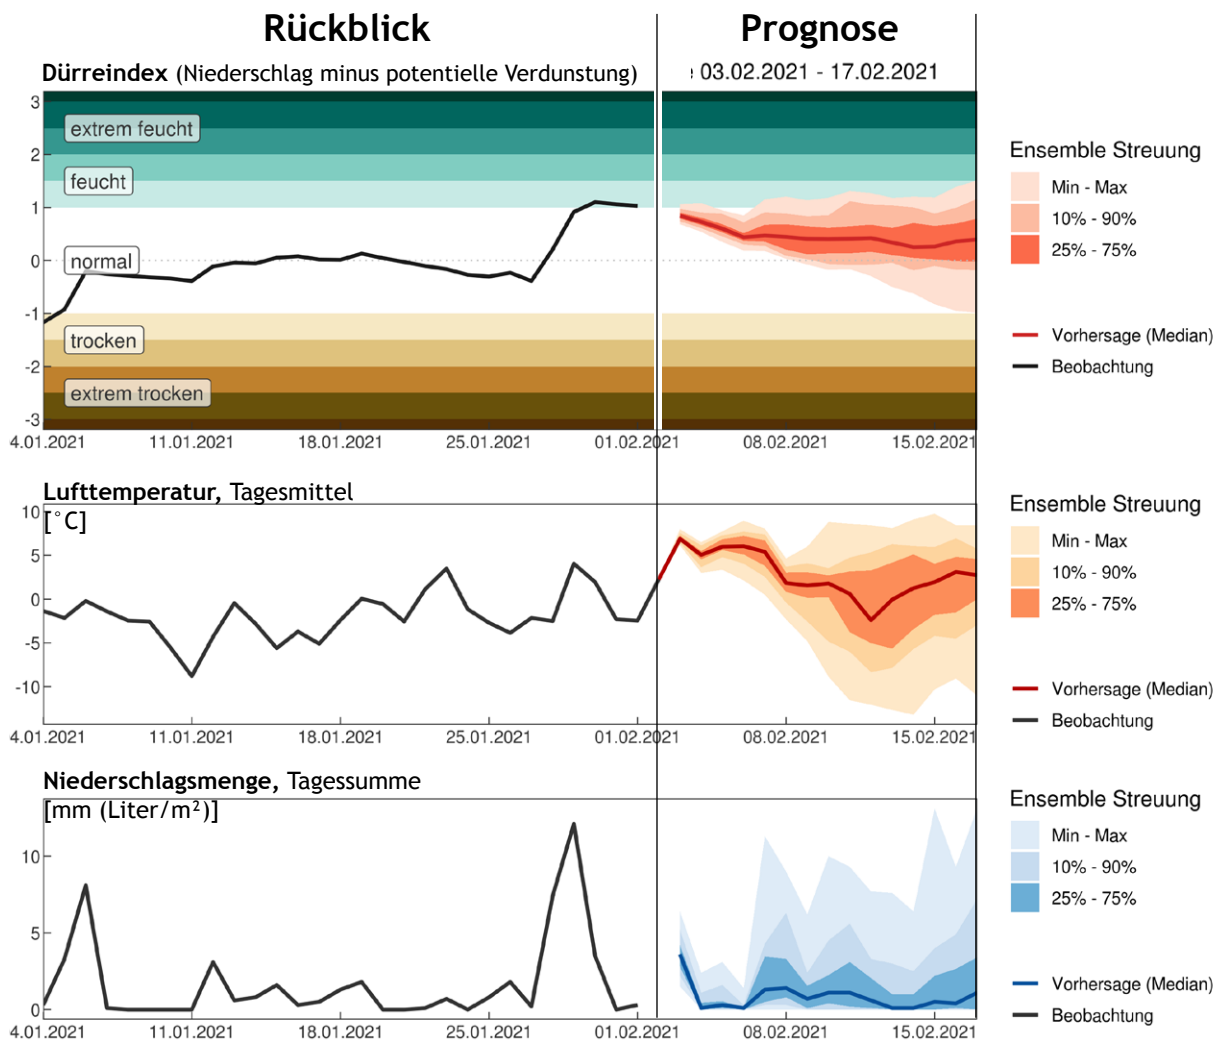 Rückblick
Prognose
Dürreindex (Niederschlag minus potentielle Verdunstung)
03.02.2021 - 17.02.2021
3
2
1
0
-1
-2
-3
extrem feucht
feucht
normal
trocken
extrem trocken
4.01.2021
11.01.2021
18.01.2021
25.01.2021
01.02.2021
08.02.2021
15.02.2021
Ensemble Streuung
Min - Max
10% - 90%
25% - 75%
Vorhersage (Median)
Beobachtung
Lufttemperatur, Tagesmittel
[°C]
10
5
0
-5
-10
4.01.2021
11.01.2021
18.01.2021
25.01.2021
01.02.2021
08.02.2021
15.02.2021
Ensemble Streuung
Min - Max
10% - 90%
25% - 75%
Vorhersage (Median)
Beobachtung
Niederschlagsmenge, Tagessumme
[mm (Liter/m²)]
10
5
0
4.01.2021
11.01.2021
18.01.2021
25.01.2021
01.02.2021
08.02.2021
15.02.2021
Ensemble Streuung
Min - Max
10% - 90%
25% - 75%
Vorhersage (Median)
Beobachtung